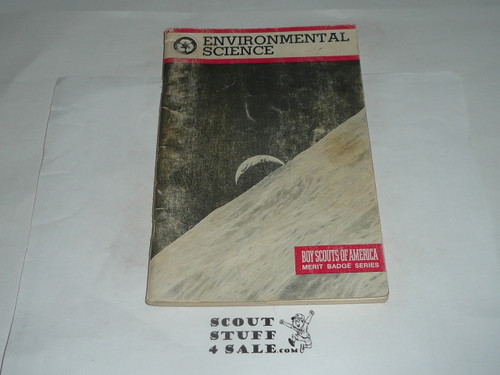 ENVIRONMENTAL
SCIENCE
BOY SCOUTS OF AMERICA
MERIT BADGE SERIES
SCOUT
STUFF
4 SALE.com